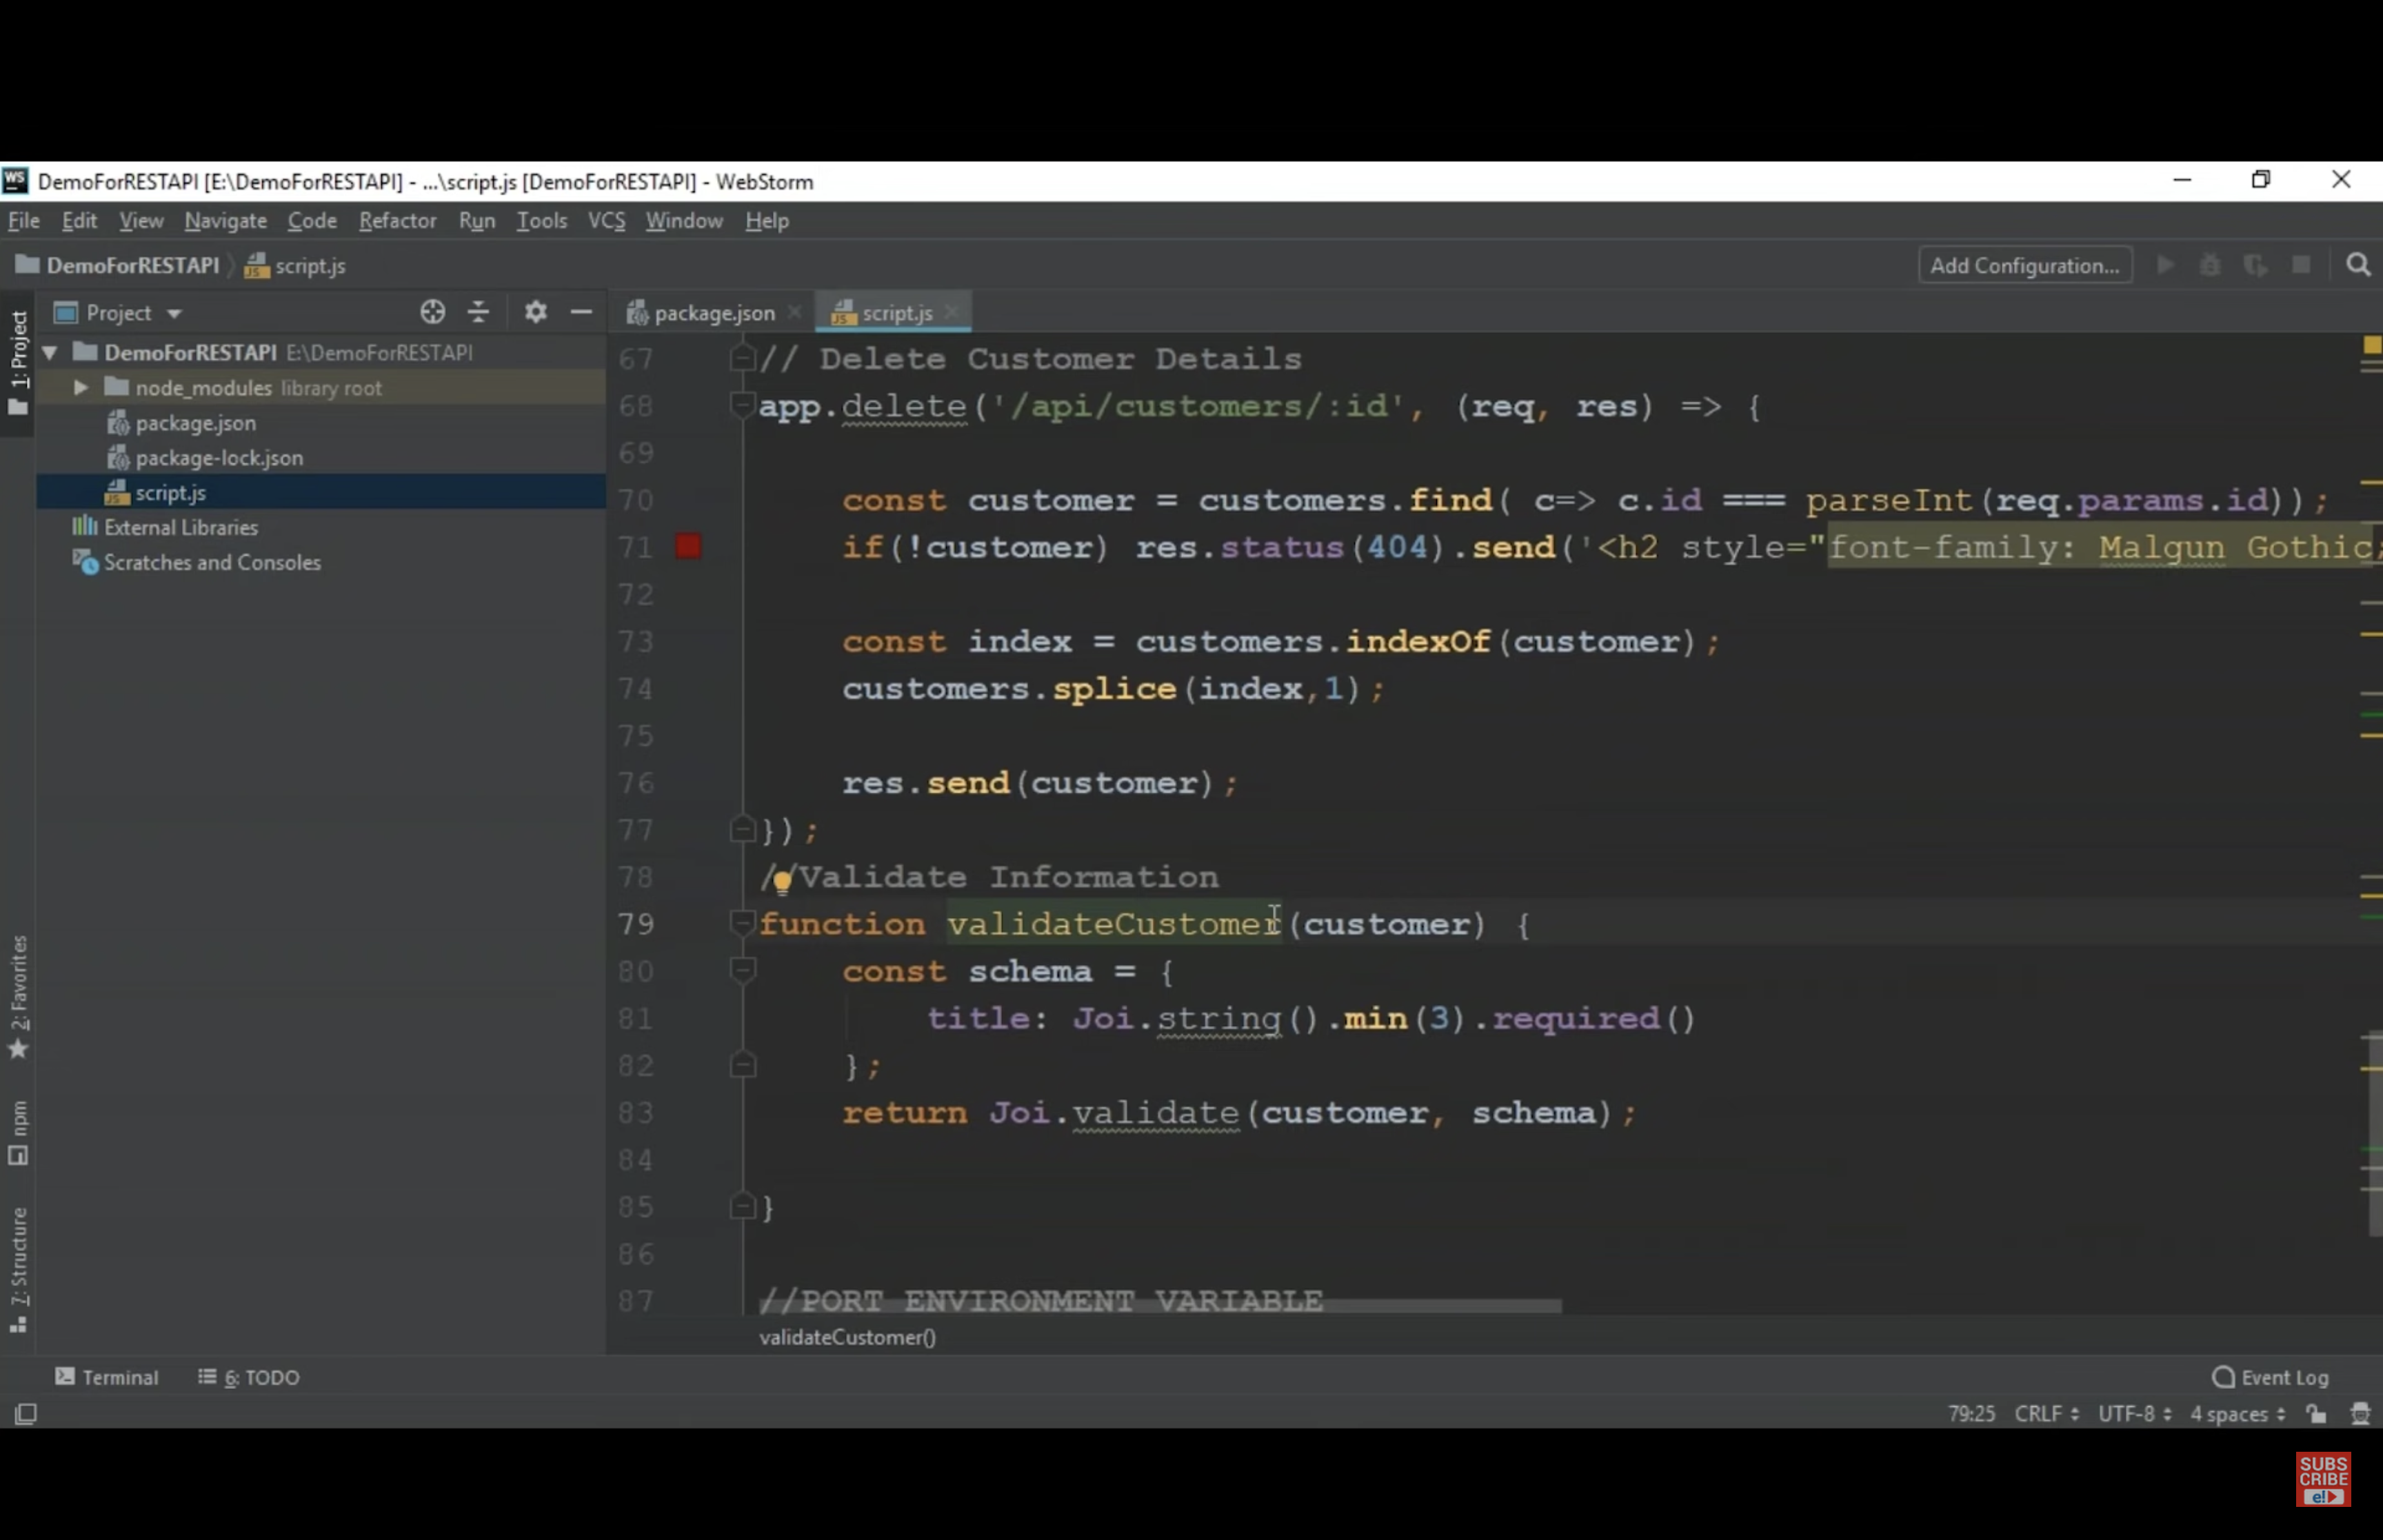 DemoForRESTAPI [E:\DemoForRESTAPI] - ...\script.js [DemoForRESTAPI] - WebStorm
File Edit View Navigate Code Refactor Run Tools VCS Window Help
DemoForRESTAPI script.js Add Configuration...
1: Project
Project
DemoForRESTAPI E:\DemoForRESTAPI
node_modules library root
package.json
package-lock.json
script.js
External Libraries
Scratches and Consoles
2: Favorites
npm
7: Structure
package.json script.js
67 // Delete Customer Details
68 app.delete('/api/customers/:id', (req, res) => {
69
70 const customer = customers.find( c=> c.id === parseInt(req.params.id));
71 if(!customer) res.status(404).send('<h2 style="font-family: Malgun Gothic;
72
73 const index = customers.indexOf(customer);
74 customers.splice(index,1);
75
76 res.send(customer);
77 });
78 //Validate Information
79 function validateCustomer(customer) {
80 const schema = {
81 title: Joi.string().min(3).required()
82 };
83 return Joi.validate(customer, schema);
84
85 }
86
87 //PORT ENVIRONMENT VARIABLE
validateCustomer()
Terminal 6: TODO Event Log
79:25 CRLF UTF-8 4 spaces
SUBS
CRIBE
e!